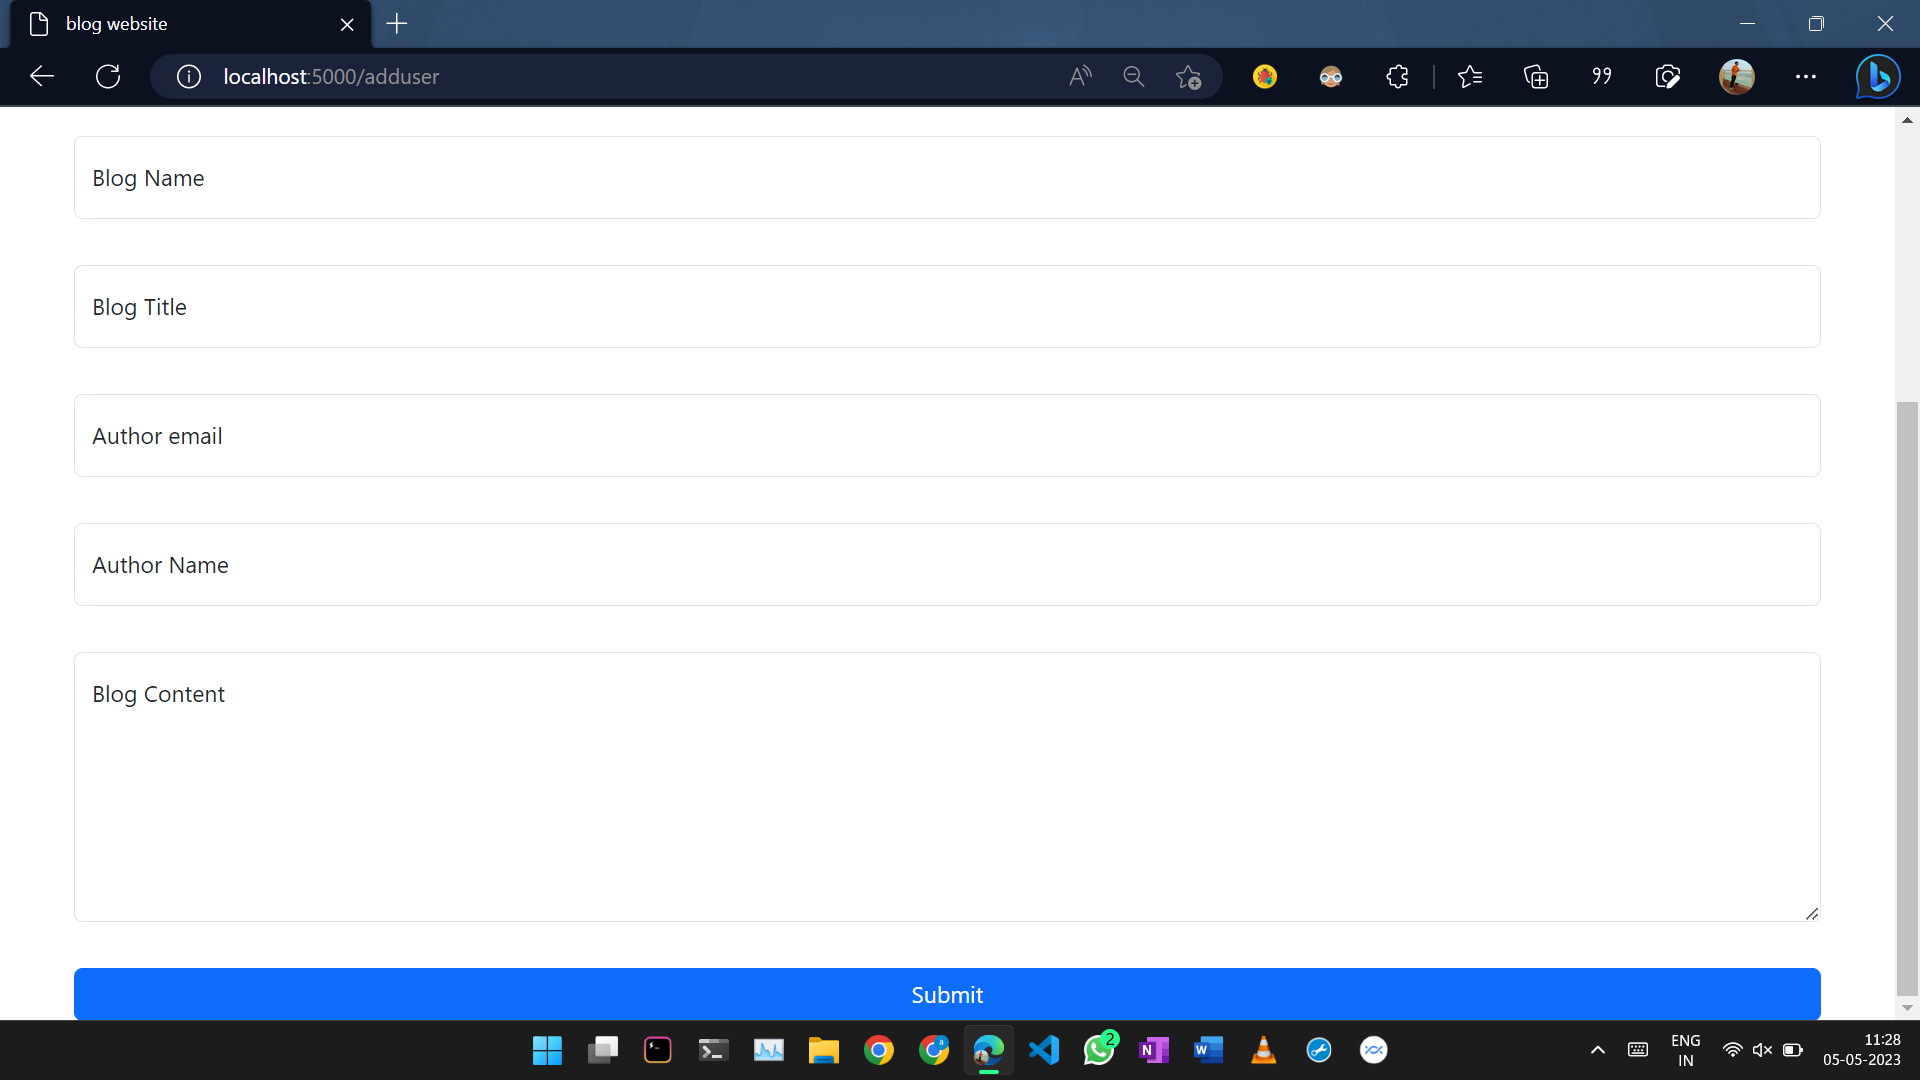 blog website
localhost:5000/adduser
Blog Name
Blog Title
Author email
Author Name
Blog Content
Submit
2
ENG
IN
11:28
05-05-2023